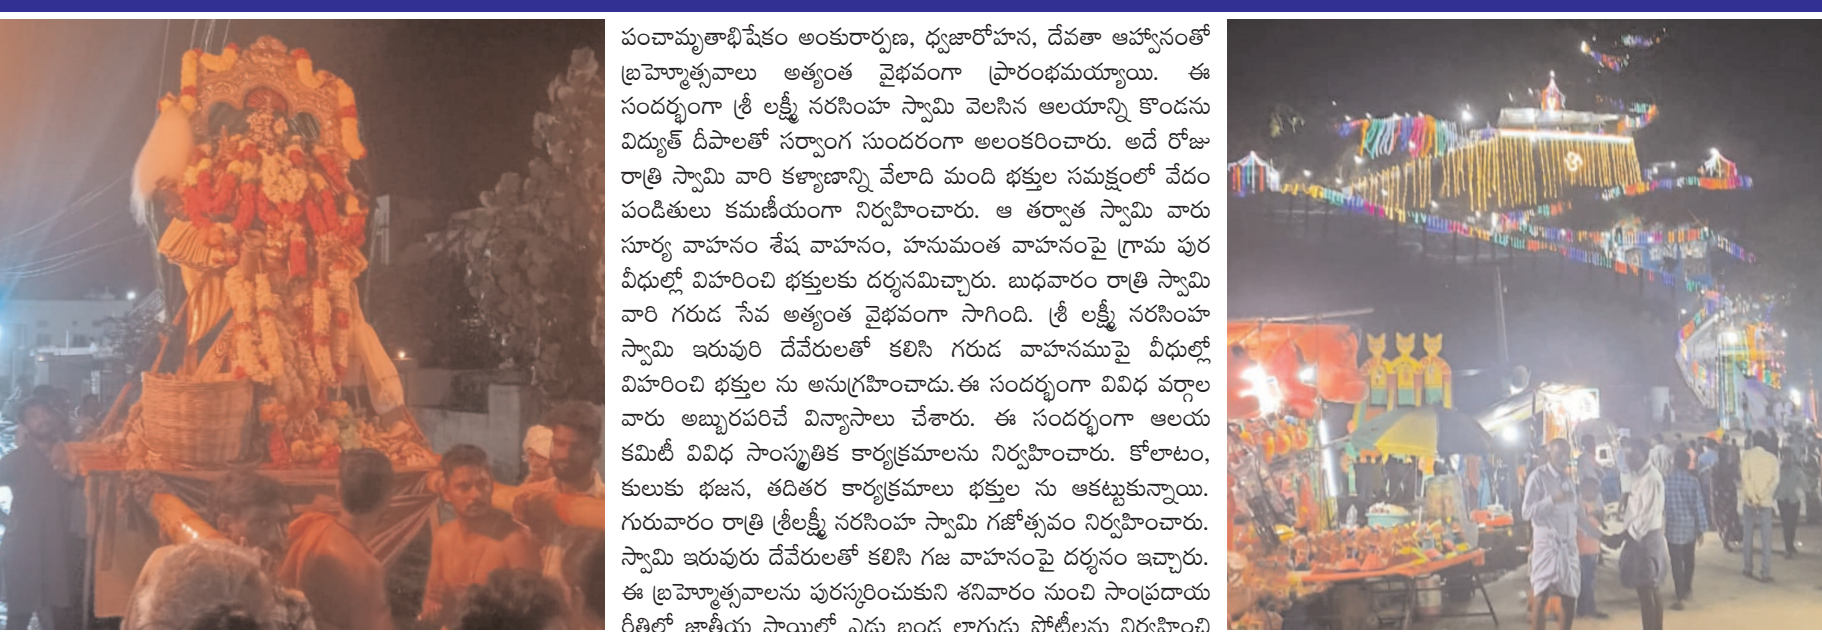 పంచామృతాభిషేకం అంకురార్పణ, ధ్వజారోహన, దేవతా ఆహ్వానంతో
బ్రహ్మోత్సవాలు అత్యంత వైభవంగా ప్రారంభమయ్యాయి. ఈ
సందర్భంగా శ్రీ లక్ష్మీ నరసింహ స్వామి వెలసిన ఆలయాన్ని కొండను
విద్యుత్ దీపాలతో సర్వాంగ సుందరంగా అలంకరించారు. అదే రోజు
రాత్రి స్వామి వారి కళ్యాణాన్ని వేలాది మంది భక్తుల సమక్షంలో వేదం
పండితులు కమణీయంగా నిర్వహించారు. ఆ తర్వాత స్వామి వారు
సూర్య వాహనం శేష వాహనం, హనుమంత వాహనంపై గ్రామ పుర
వీధుల్లో విహరించి భక్తులకు దర్శనమిచ్చారు. బుధవారం రాత్రి స్వామి
వారి గరుడ సేవ అత్యంత వైభవంగా సాగింది. శ్రీ లక్ష్మీ నరసింహ
స్వామి ఇరువురి దేవేరులతో కలిసి గరుడ వాహనముపై వీధుల్లో
విహరించి భక్తుల ను అనుగ్రహించాడు.ఈ సందర్భంగా వివిధ వర్గాల
వారు అబ్బురపరిచే విన్యాసాలు చేశారు. ఈ సందర్భంగా ఆలయ
కమిటీ వివిధ సాంస్కృతిక కార్యక్రమాలను నిర్వహించారు. కోలాటం,
కులుకు భజన, తదితర కార్యక్రమాలు భక్తుల ను ఆకట్టుకున్నాయి.
గురువారం రాత్రి శ్రీలక్ష్మీ నరసింహ స్వామి గజోత్సవం నిర్వహించారు.
స్వామి ఇరువురు దేవేరులతో కలిసి గజ వాహనంపై దర్శనం ఇచ్చారు.
ఈ బ్రహ్మోత్సవాలను పురస్కరించుకుని శనివారం నుంచి సాంప్రదాయ
రీతిలో జాతీయ స్థాయిలో ఎడ్లు బండ లాగుడు పోటీలను నిర్వహించి